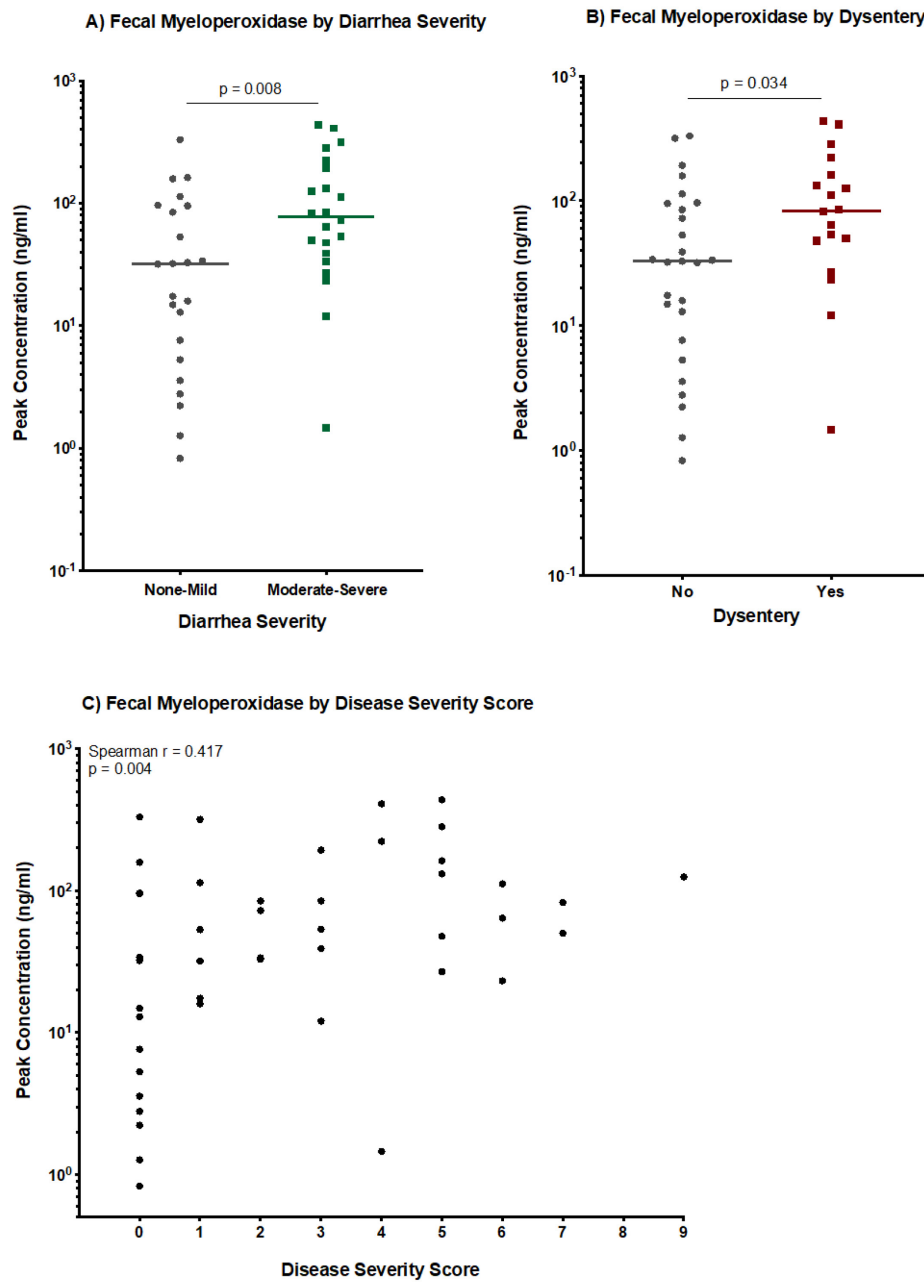 A) Fecal Myeloperoxidase by Diarrhea Severity
p = 0.008
10³
10²
10¹
10⁰
10⁻¹
Peak Concentration (ng/ml)
None-Mild Moderate-Severe
Diarrhea Severity
B) Fecal Myeloperoxidase by Dysentery
p = 0.034
10³
10²
10¹
10⁰
10⁻¹
Peak Concentration (ng/ml)
No Yes
Dysentery
C) Fecal Myeloperoxidase by Disease Severity Score
Spearman r = 0.417
p = 0.004
10³
10²
10¹
10⁰
Peak Concentration (ng/ml)
0 1 2 3 4 5 6 7 8 9
Disease Severity Score